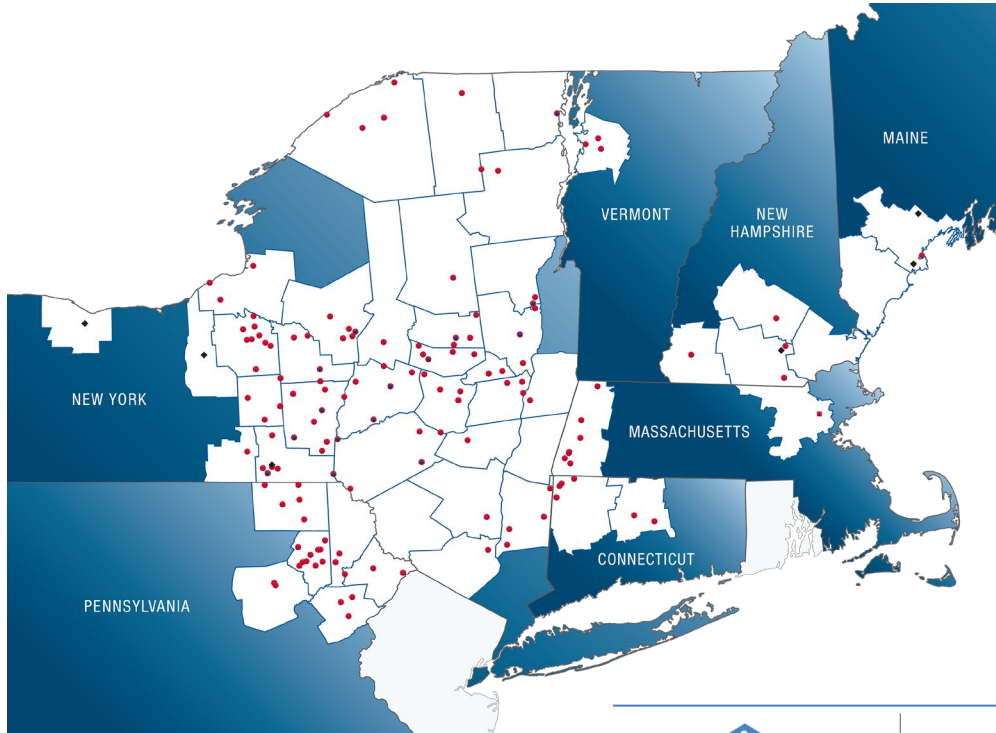 MAINE
VERMONT
NEW
HAMPSHIRE
NEW YORK
MASSACHUSETTS
CONNECTICUT
PENNSYLVANIA